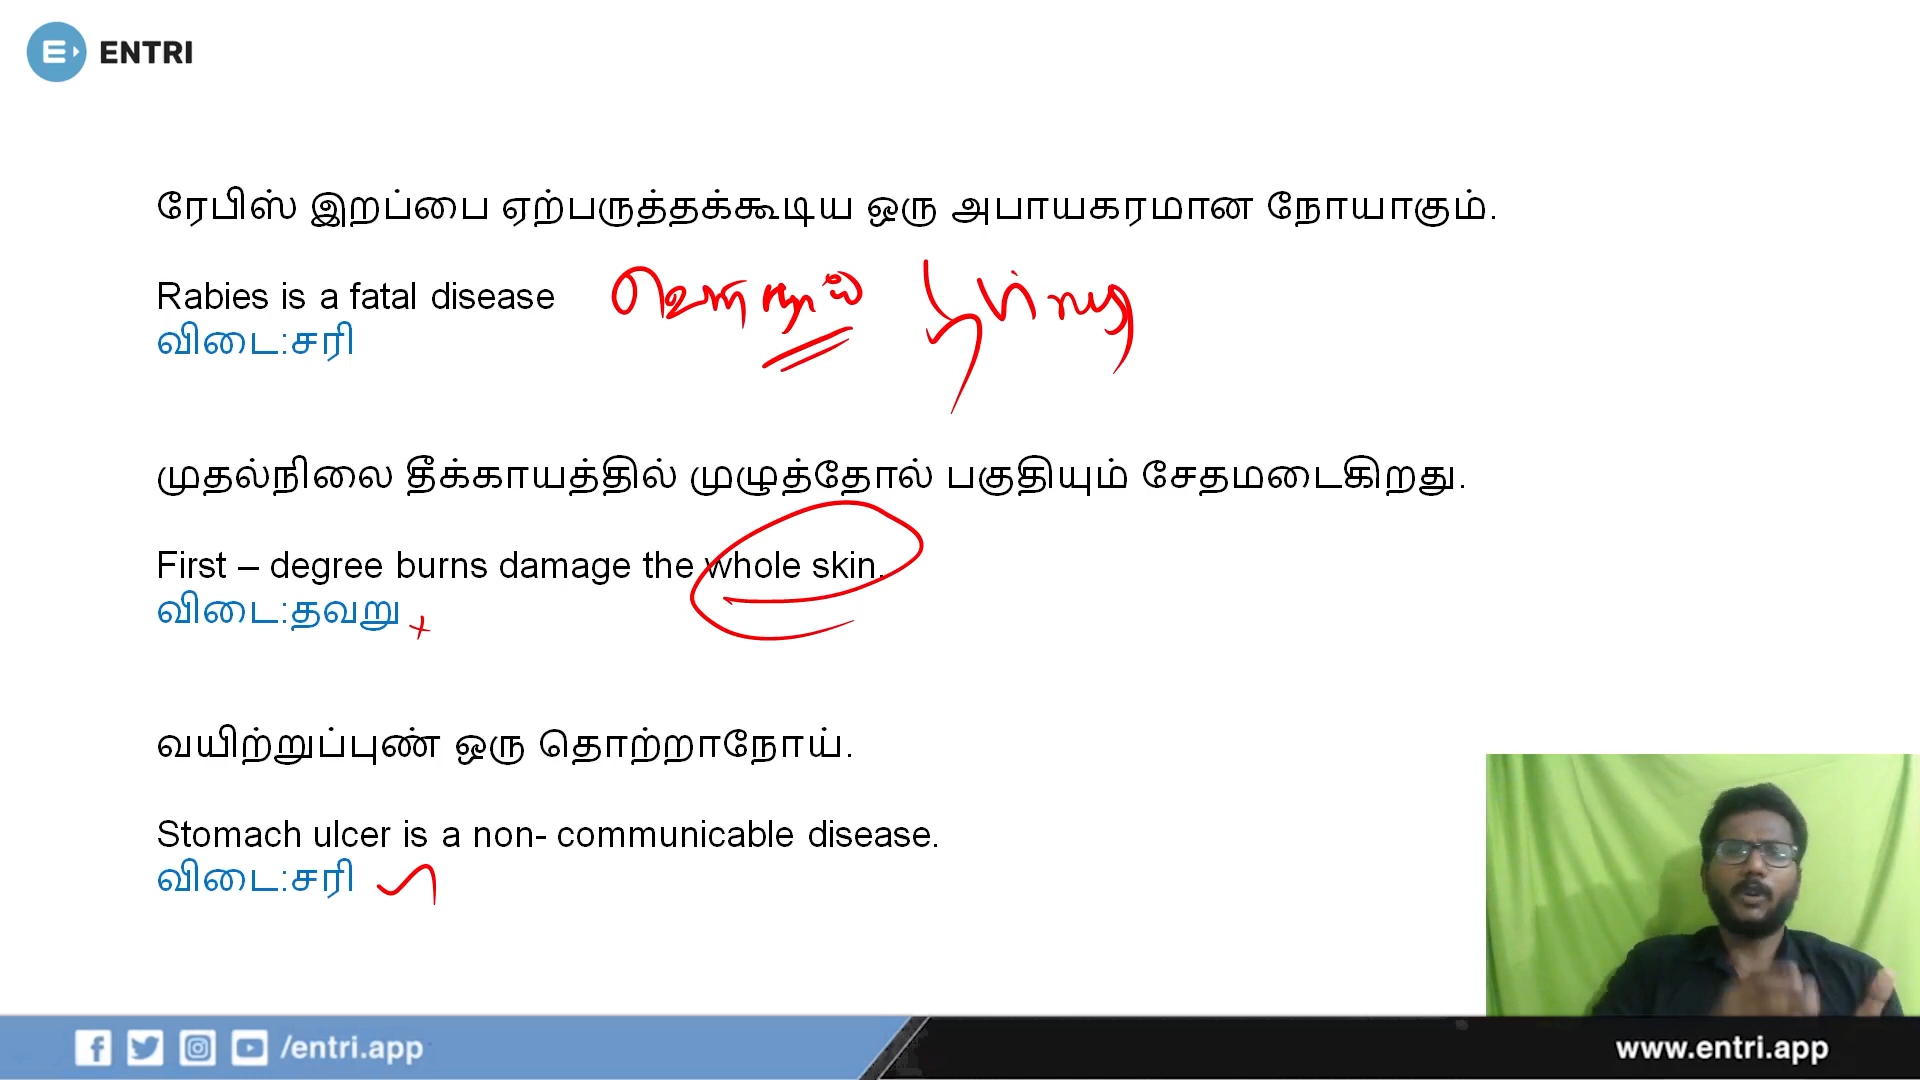 ENTRI
ரேபிஸ் இறப்பை ஏற்பருத்தக்கூடிய ஒரு அபாயகரமான நோயாகும்.
Rabies is a fatal disease
விடை:சரி
முதல்நிலை தீக்காயத்தில் முழுத்தோல் பகுதியும் சேதமடைகிறது.
First – degree burns damage the whole skin.
விடை:தவறு
வயிற்றுப்புண் ஒரு தொற்றாநோய்.
Stomach ulcer is a non- communicable disease.
விடை:சரி
/entri.app
www.entri.app